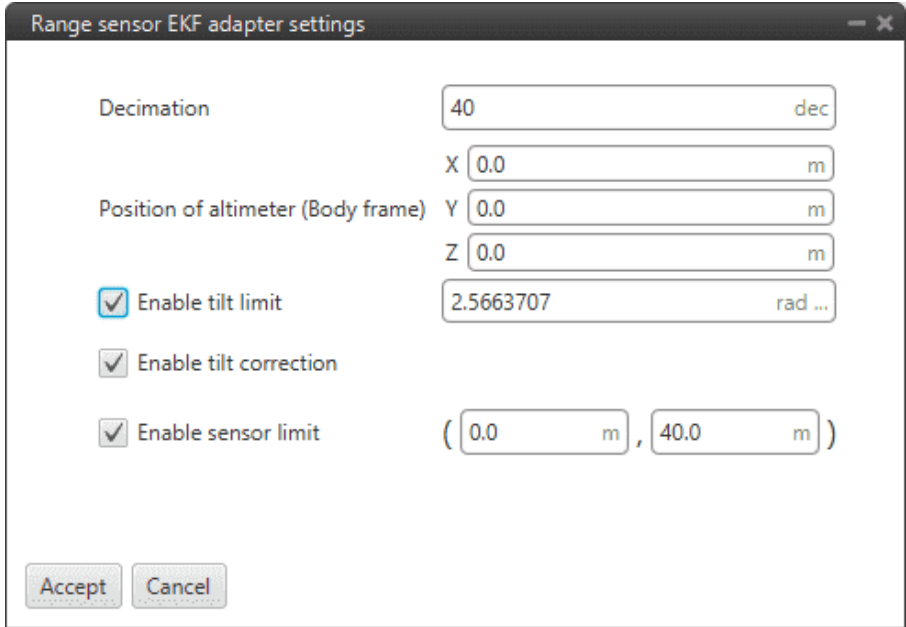 Range sensor EKF adapter settings
Decimation 40 dec
X 0.0 m
Position of altimeter (Body frame) Y 0.0 m
Z 0.0 m
Enable tilt limit 2.5663707 rad ...
Enable tilt correction
Enable sensor limit ( 0.0 m , 40.0 m )
Accept Cancel